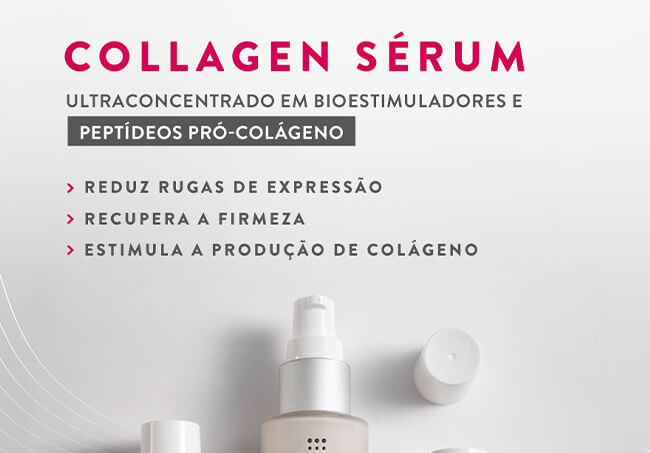 COLLAGEN SÉRUM
ULTRACONCENTRADO EM BIOESTIMULADORES E
PEPTÍDEOS PRÓ-COLÁGENO
> REDUZ RUGAS DE EXPRESSÃO
> RECUPERA A FIRMEZA
> ESTIMULA A PRODUÇÃO DE COLÁGENO